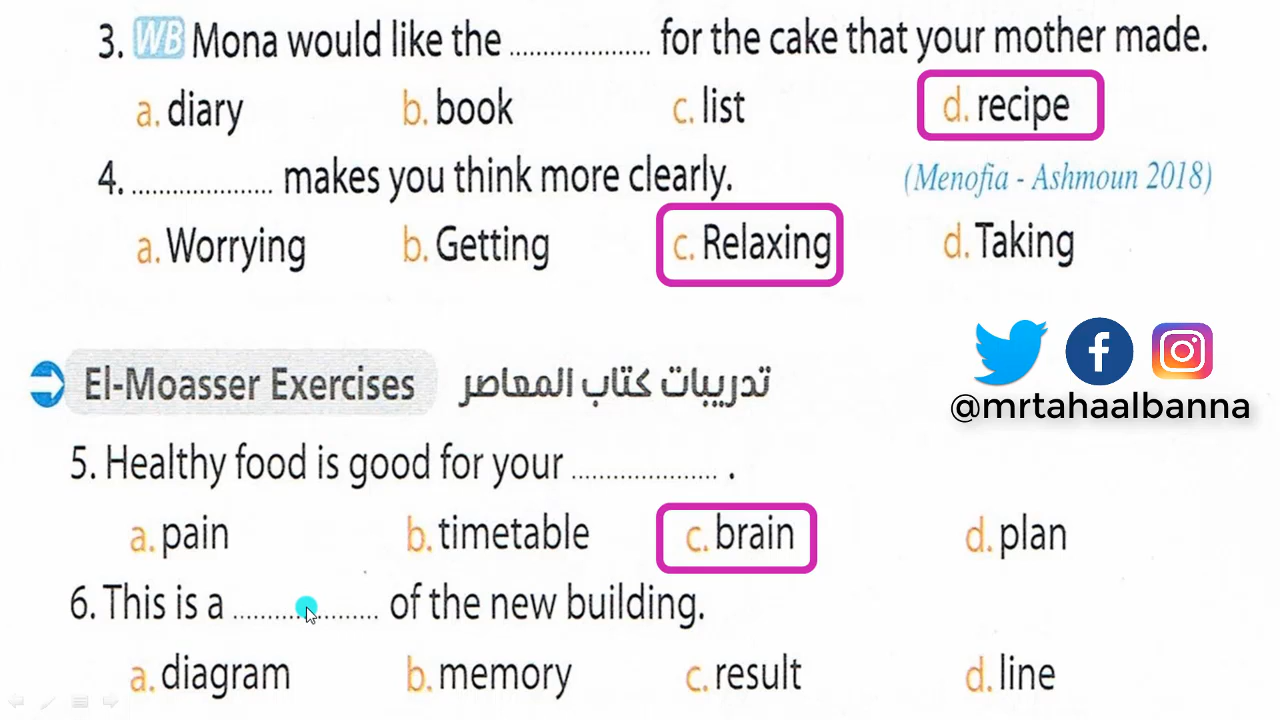 3. WB Mona would like the .................... for the cake that your mother made.
a. diary b. book c. list d. recipe
4. .................... makes you think more clearly. (Menofia - Ashmoun 2018)
a. Worrying b. Getting c. Relaxing d. Taking
El-Moasser Exercises تدريبات كتاب المعاصر
@mrtahaalbanna
5. Healthy food is good for your .................... .
a. pain b. timetable c. brain d. plan
6. This is a .................... of the new building.
a. diagram b. memory c. result d. line